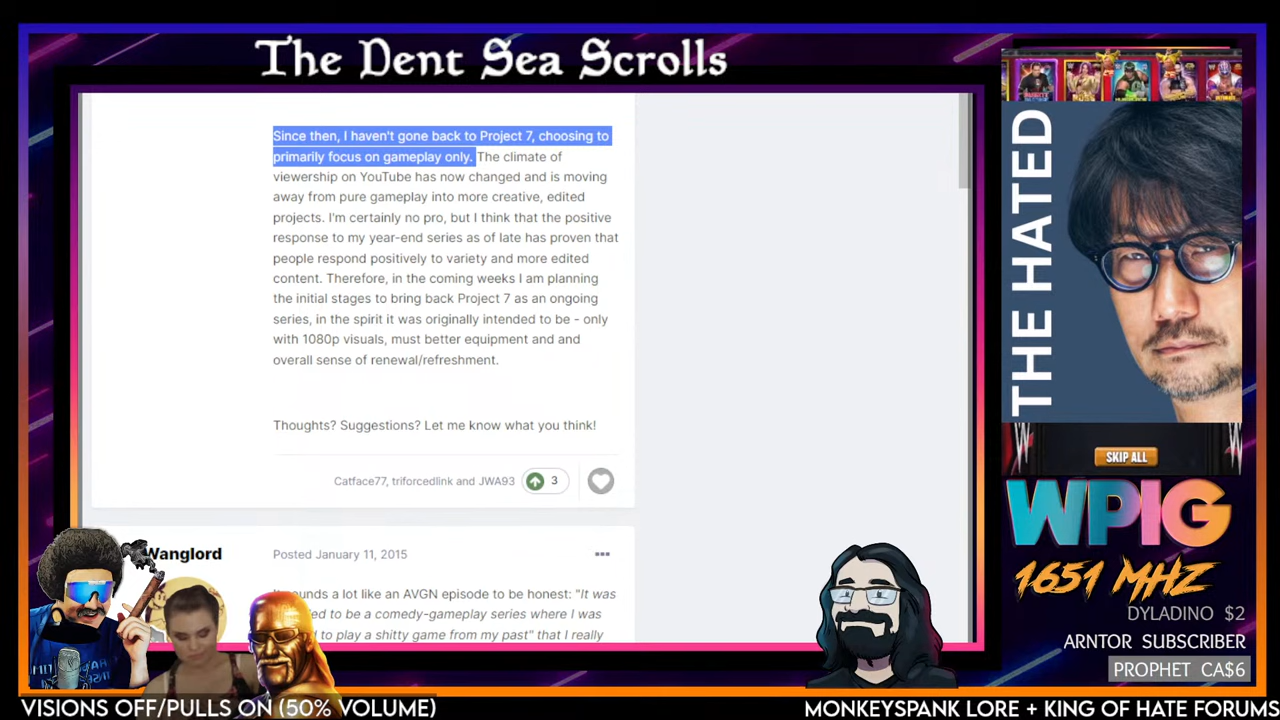 The Dent Sea Scrolls
Since then, I haven't gone back to Project 7, choosing to
primarily focus on gameplay only. The climate of
viewership on YouTube has now changed and is moving
away from pure gameplay into more creative, edited
projects. I'm certainly no pro, but I think that the positive
response to my year-end series as of late has proven that
people respond positively to variety and more edited
content. Therefore, in the coming weeks I am planning
the initial stages to bring back Project 7 as an ongoing
series, in the spirit it was originally intended to be - only
with 1080p visuals, must better equipment and and
overall sense of renewal/refreshment.
Thoughts? Suggestions? Let me know what you think!
Catface77, triforcedlink and JWA93
3
Wanglord
Posted January 11, 2015
sounds a lot like an AVGN episode to be honest: "It was
to be a comedy-gameplay series where I was
to play a shitty game from my past" that I really
THE HATED
SKIP ALL
WPIG
1651 MHZ
DYLADINO $2
ARNTOR SUBSCRIBER
PROPHET CA$6
VISIONS OFF/PULLS ON (50% VOLUME)
MONKEYSPANK LORE + KING OF HATE FORUMS